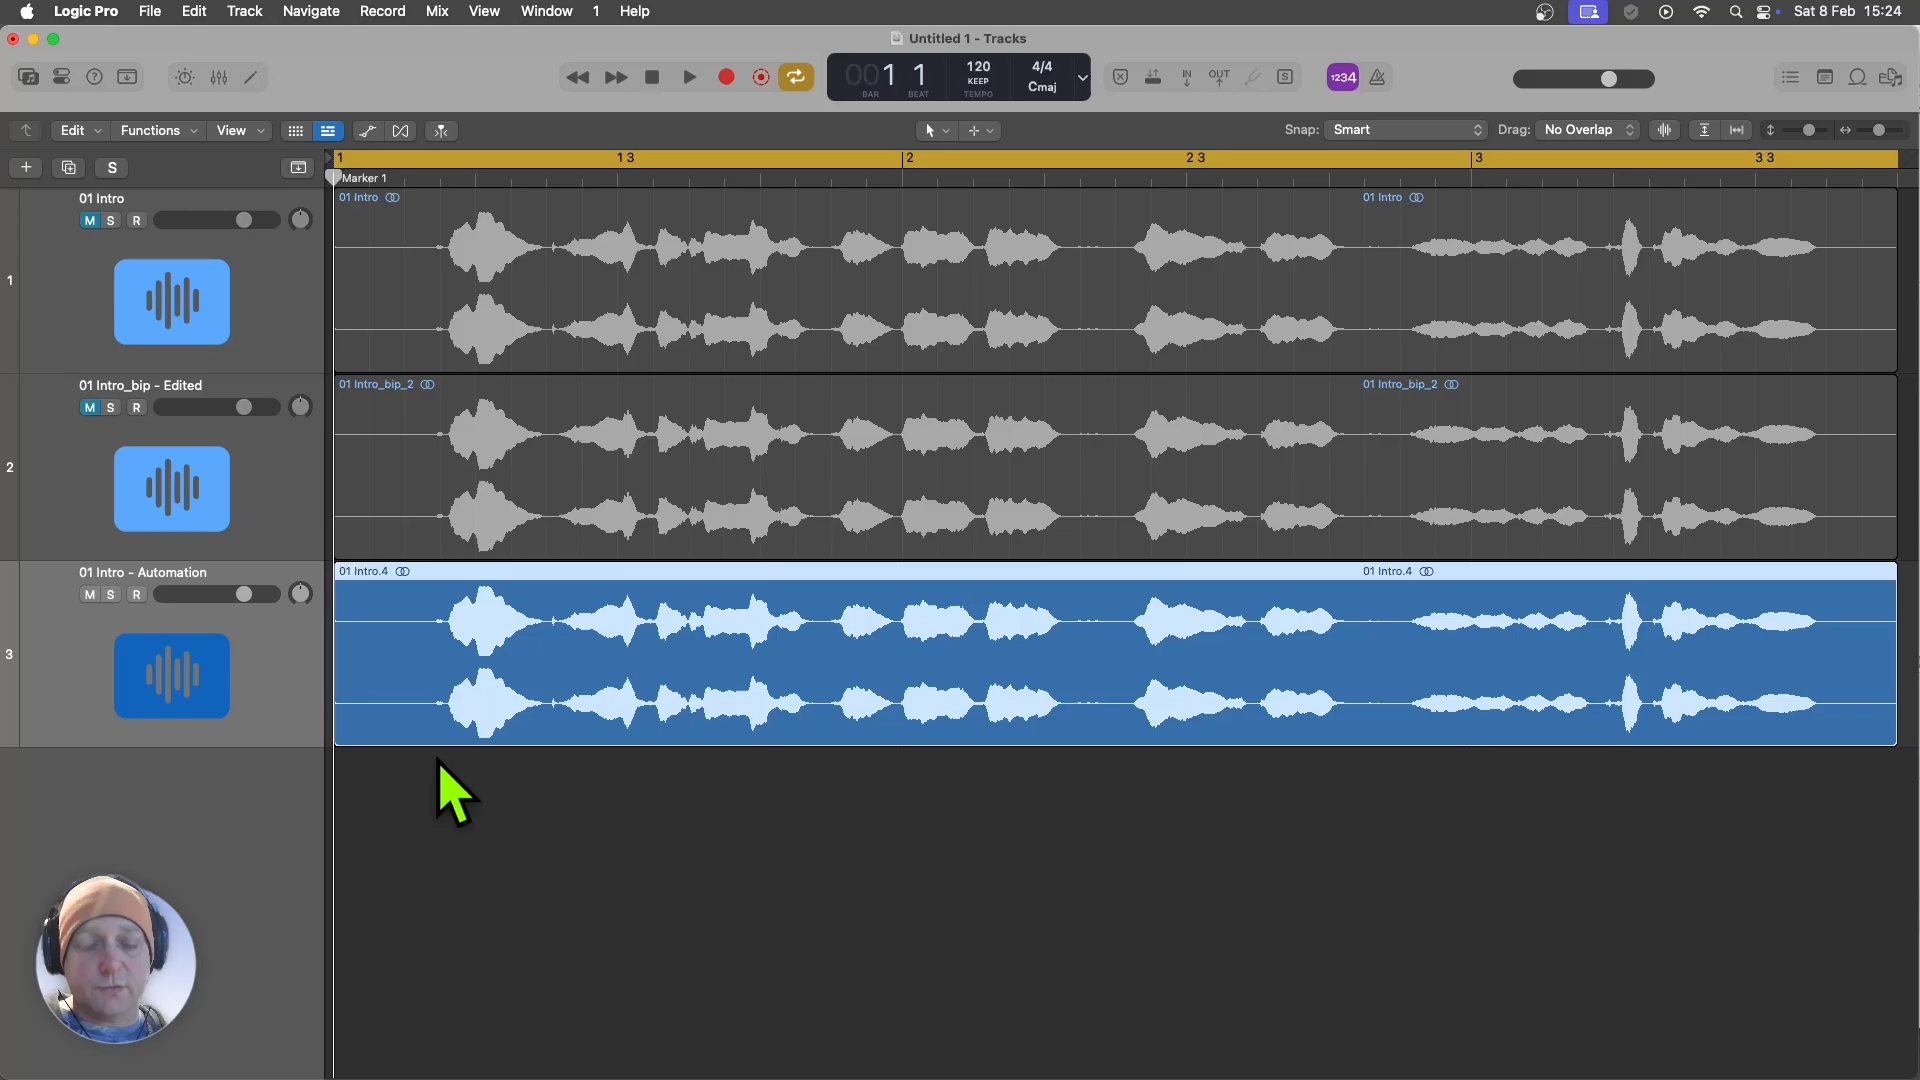 Logic Pro File Edit Track Navigate Record Mix View Window 1 Help Sat 8 Feb 15:24
Untitled 1 - Tracks
001 1 120 4/4
KEEP Cmaj
BAR BEAT TEMPO
IN OUT S 1234
Edit Functions View Snap: Smart Drag: No Overlap
S
1 1 3 2 2 3 3 3 3
Marker 1
01 Intro
M S R
1
01 Intro 01 Intro
01 Intro_bip - Edited
M S R
2
01 Intro_bip_2 01 Intro_bip_2
01 Intro - Automation
M S R
3
01 Intro.4 01 Intro.4